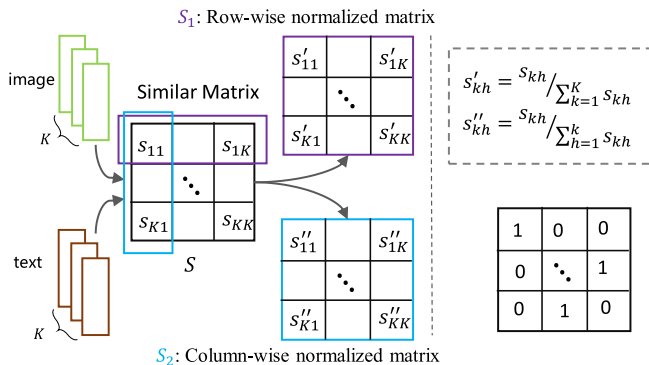 S₁: Row-wise normalized matrix
image
K
Similar Matrix
s₁₁ s₁K
⋱
sK₁ sKK
S
text
K
s′₁₁ s′₁K
⋱
s′K₁ s′KK
s″₁₁ s″₁K
⋱
s″K₁ s″KK
S₂: Column-wise normalized matrix
s′ₖₕ = sₖₕ / ∑ᴷₖ₌₁ sₖₕ
s″ₖₕ = sₖₕ / ∑ᵏₕ₌₁ sₖₕ
1 0 0
0 ⋱ 1
0 1 0